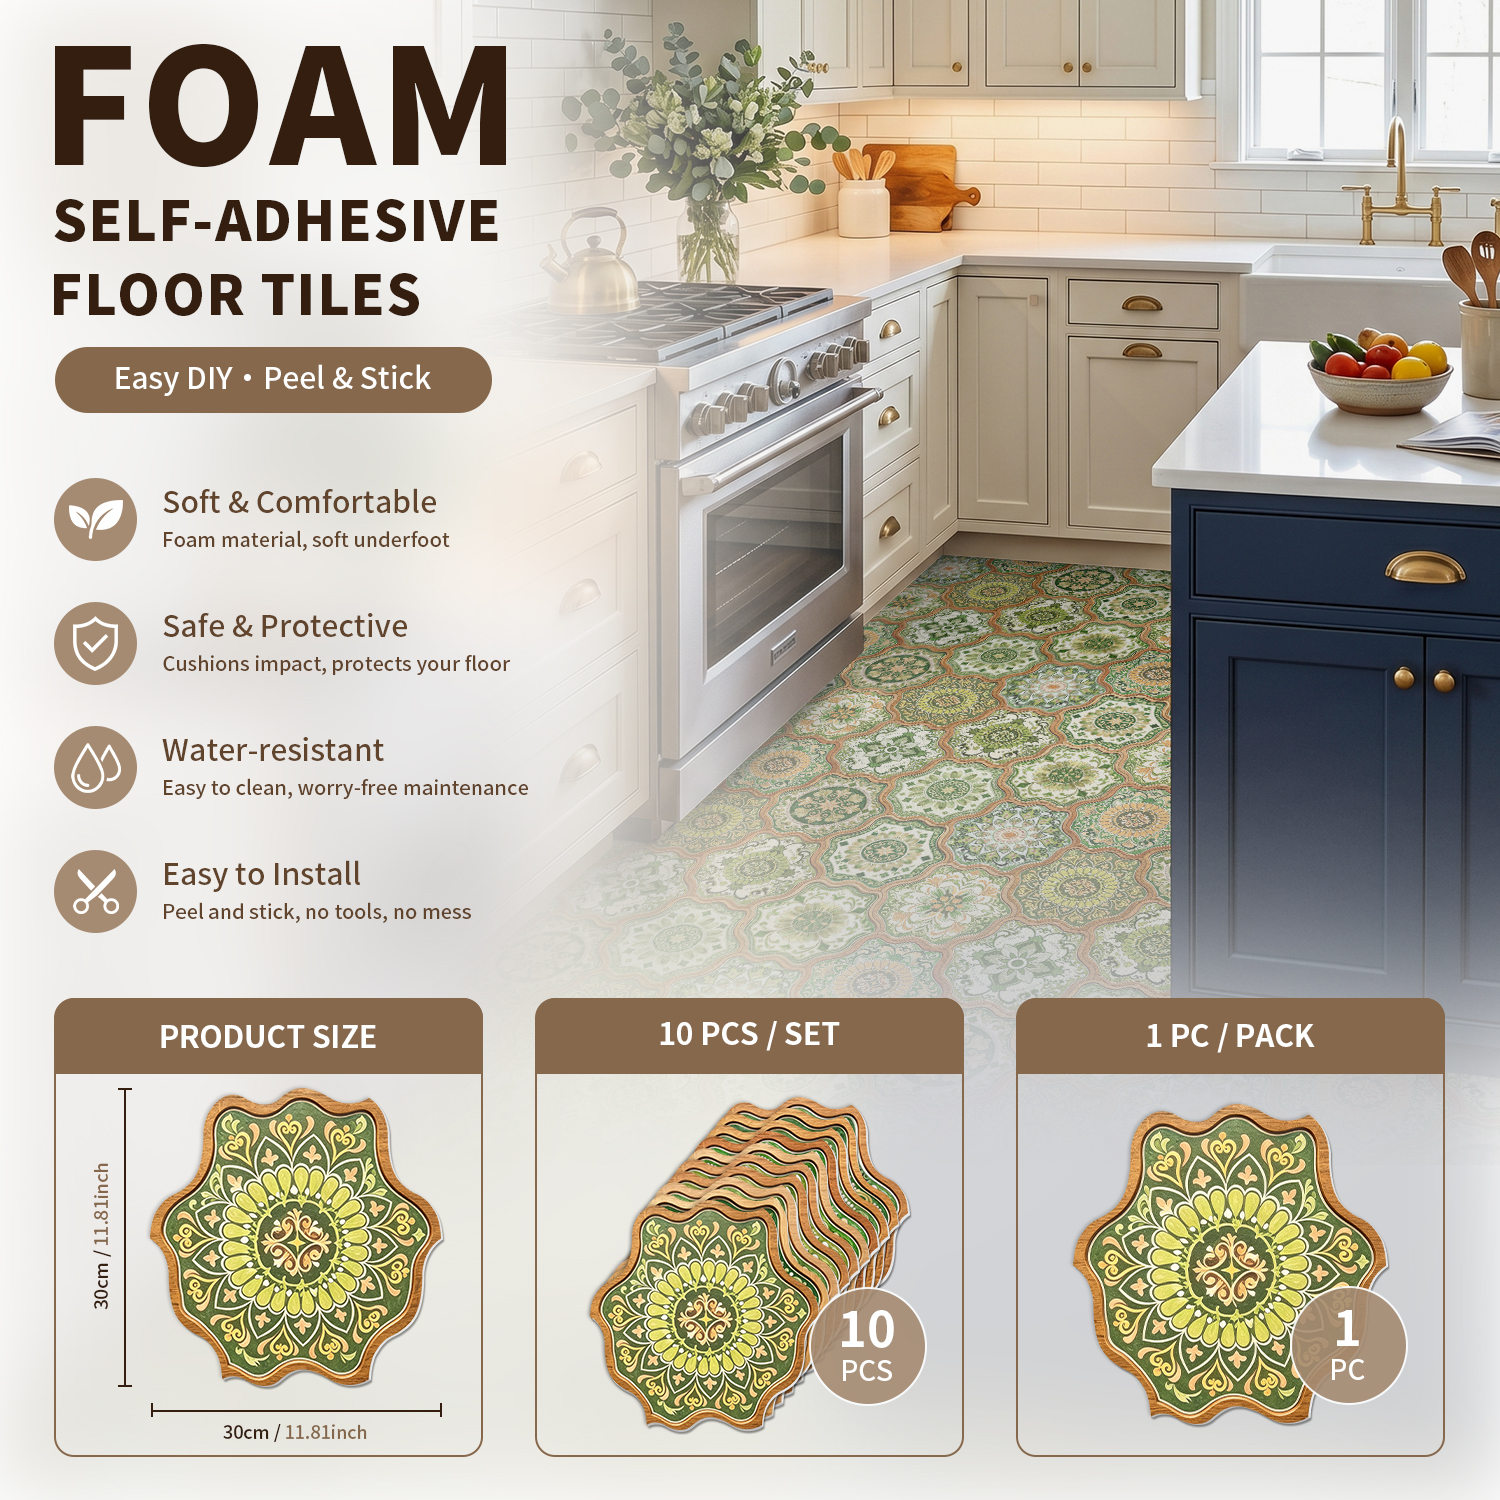 FOAM
SELF-ADHESIVE
FLOOR TILES
Easy DIY • Peel & Stick
Soft & Comfortable
Foam material, soft underfoot
Safe & Protective
Cushions impact, protects your floor
Water-resistant
Easy to clean, worry-free maintenance
Easy to Install
Peel and stick, no tools, no mess
PRODUCT SIZE
30cm / 11.81inch
30cm / 11.81inch
10 PCS / SET
10
PCS
1 PC / PACK
1
PC